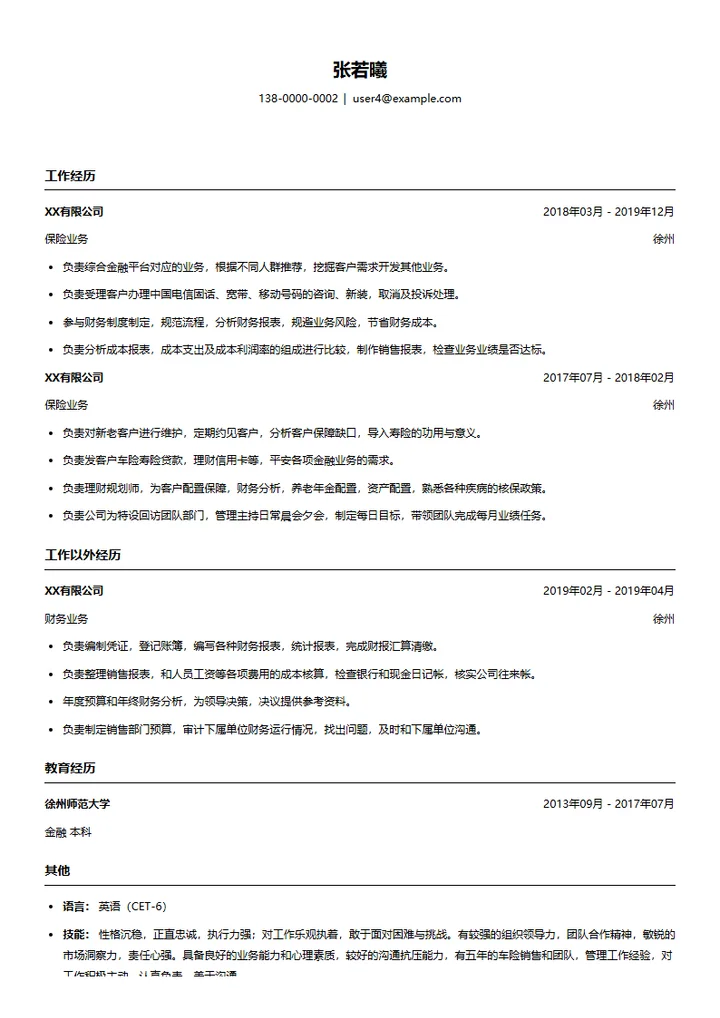 张若曦
138-0000-0002 | user4@example.com
工作经历
XX有限公司 2018年03月 - 2019年12月
保险业务 徐州
• 负责综合金融平台对应的业务，根据不同人群推荐，挖掘客户需求开发其他业务。
• 负责受理客户办理中国电信固话、宽带、移动号码的咨询、新装，取消及投诉处理。
• 参与财务制度制定，规范流程，分析财务报表，规避业务风险，节省财务成本。
• 负责分析成本报表，成本支出及成本利润率的组成进行比较，制作销售报表，检查业务业绩是否达标。
XX有限公司 2017年07月 - 2018年02月
保险业务 徐州
• 负责对新老客户进行维护，定期约见客户，分析客户保障缺口，导入寿险的功用与意义。
• 负责发客户车险寿险贷款，理财信用卡等，平安各项金融业务的需求。
• 负责理财规划师，为客户配置保障，财务分析，养老年金配置，资产配置，熟悉各种疾病的核保政策。
• 负责公司为特设回访团队部门，管理主持日常晨会夕会，制定每日目标，带领团队完成每月业绩任务。
工作以外经历
XX有限公司 2019年02月 - 2019年04月
财务业务 徐州
• 负责编制凭证，登记账簿，编写各种财务报表，统计报表，完成财报汇算清缴。
• 负责整理销售报表，和人员工资等各项费用的成本核算，检查银行和现金日记帐，核实公司往来帐。
• 年度预算和年终财务分析，为领导决策，决议提供参考资料。
• 负责制定销售部门预算，审计下属单位财务运行情况，找出问题，及时和下属单位沟通。
教育经历
徐州师范大学 2013年09月 - 2017年07月
金融 本科
其他
• 语言： 英语（CET-6）
• 技能： 性格沉稳，正直忠诚，执行力强；对工作乐观执着，敢于面对困难与挑战。有较强的组织领导力，团队合作精神，敏锐的
市场洞察力，责任心强。具备良好的业务能力和心理素质，较好的沟通抗压能力，有五年的车险销售和团队，管理工作经验，对
工作积极主动，认真负责，善于沟通